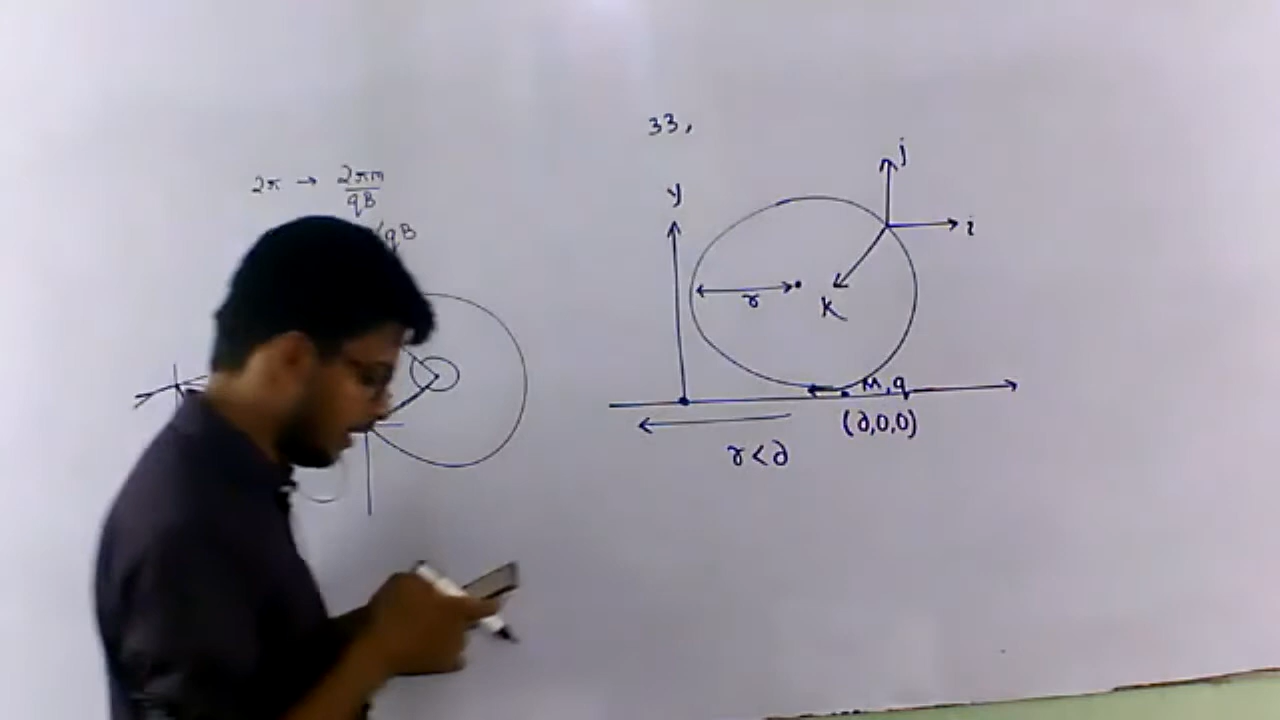 33,
2π → 2πm
qB
qB
y
j
i
r
K
M,q
(∂,0,0)
r<∂